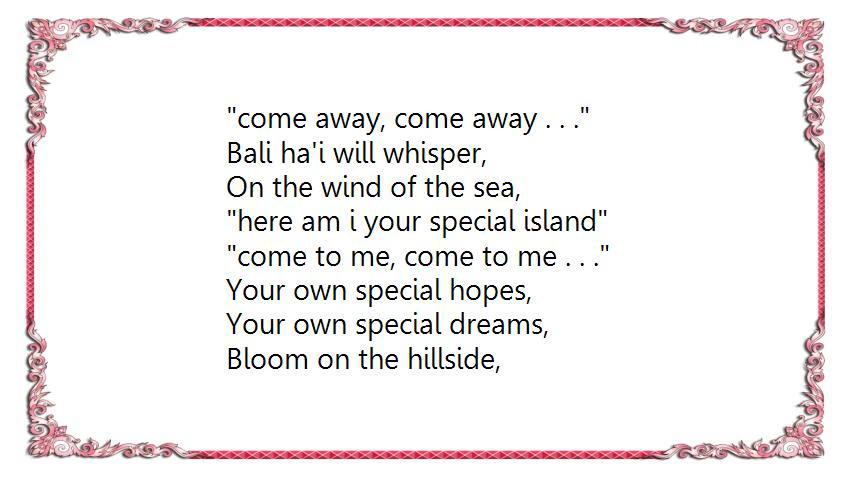 "come away, come away . . ."
Bali ha'i will whisper,
On the wind of the sea,
"here am i your special island"
"come to me, come to me . . ."
Your own special hopes,
Your own special dreams,
Bloom on the hillside,